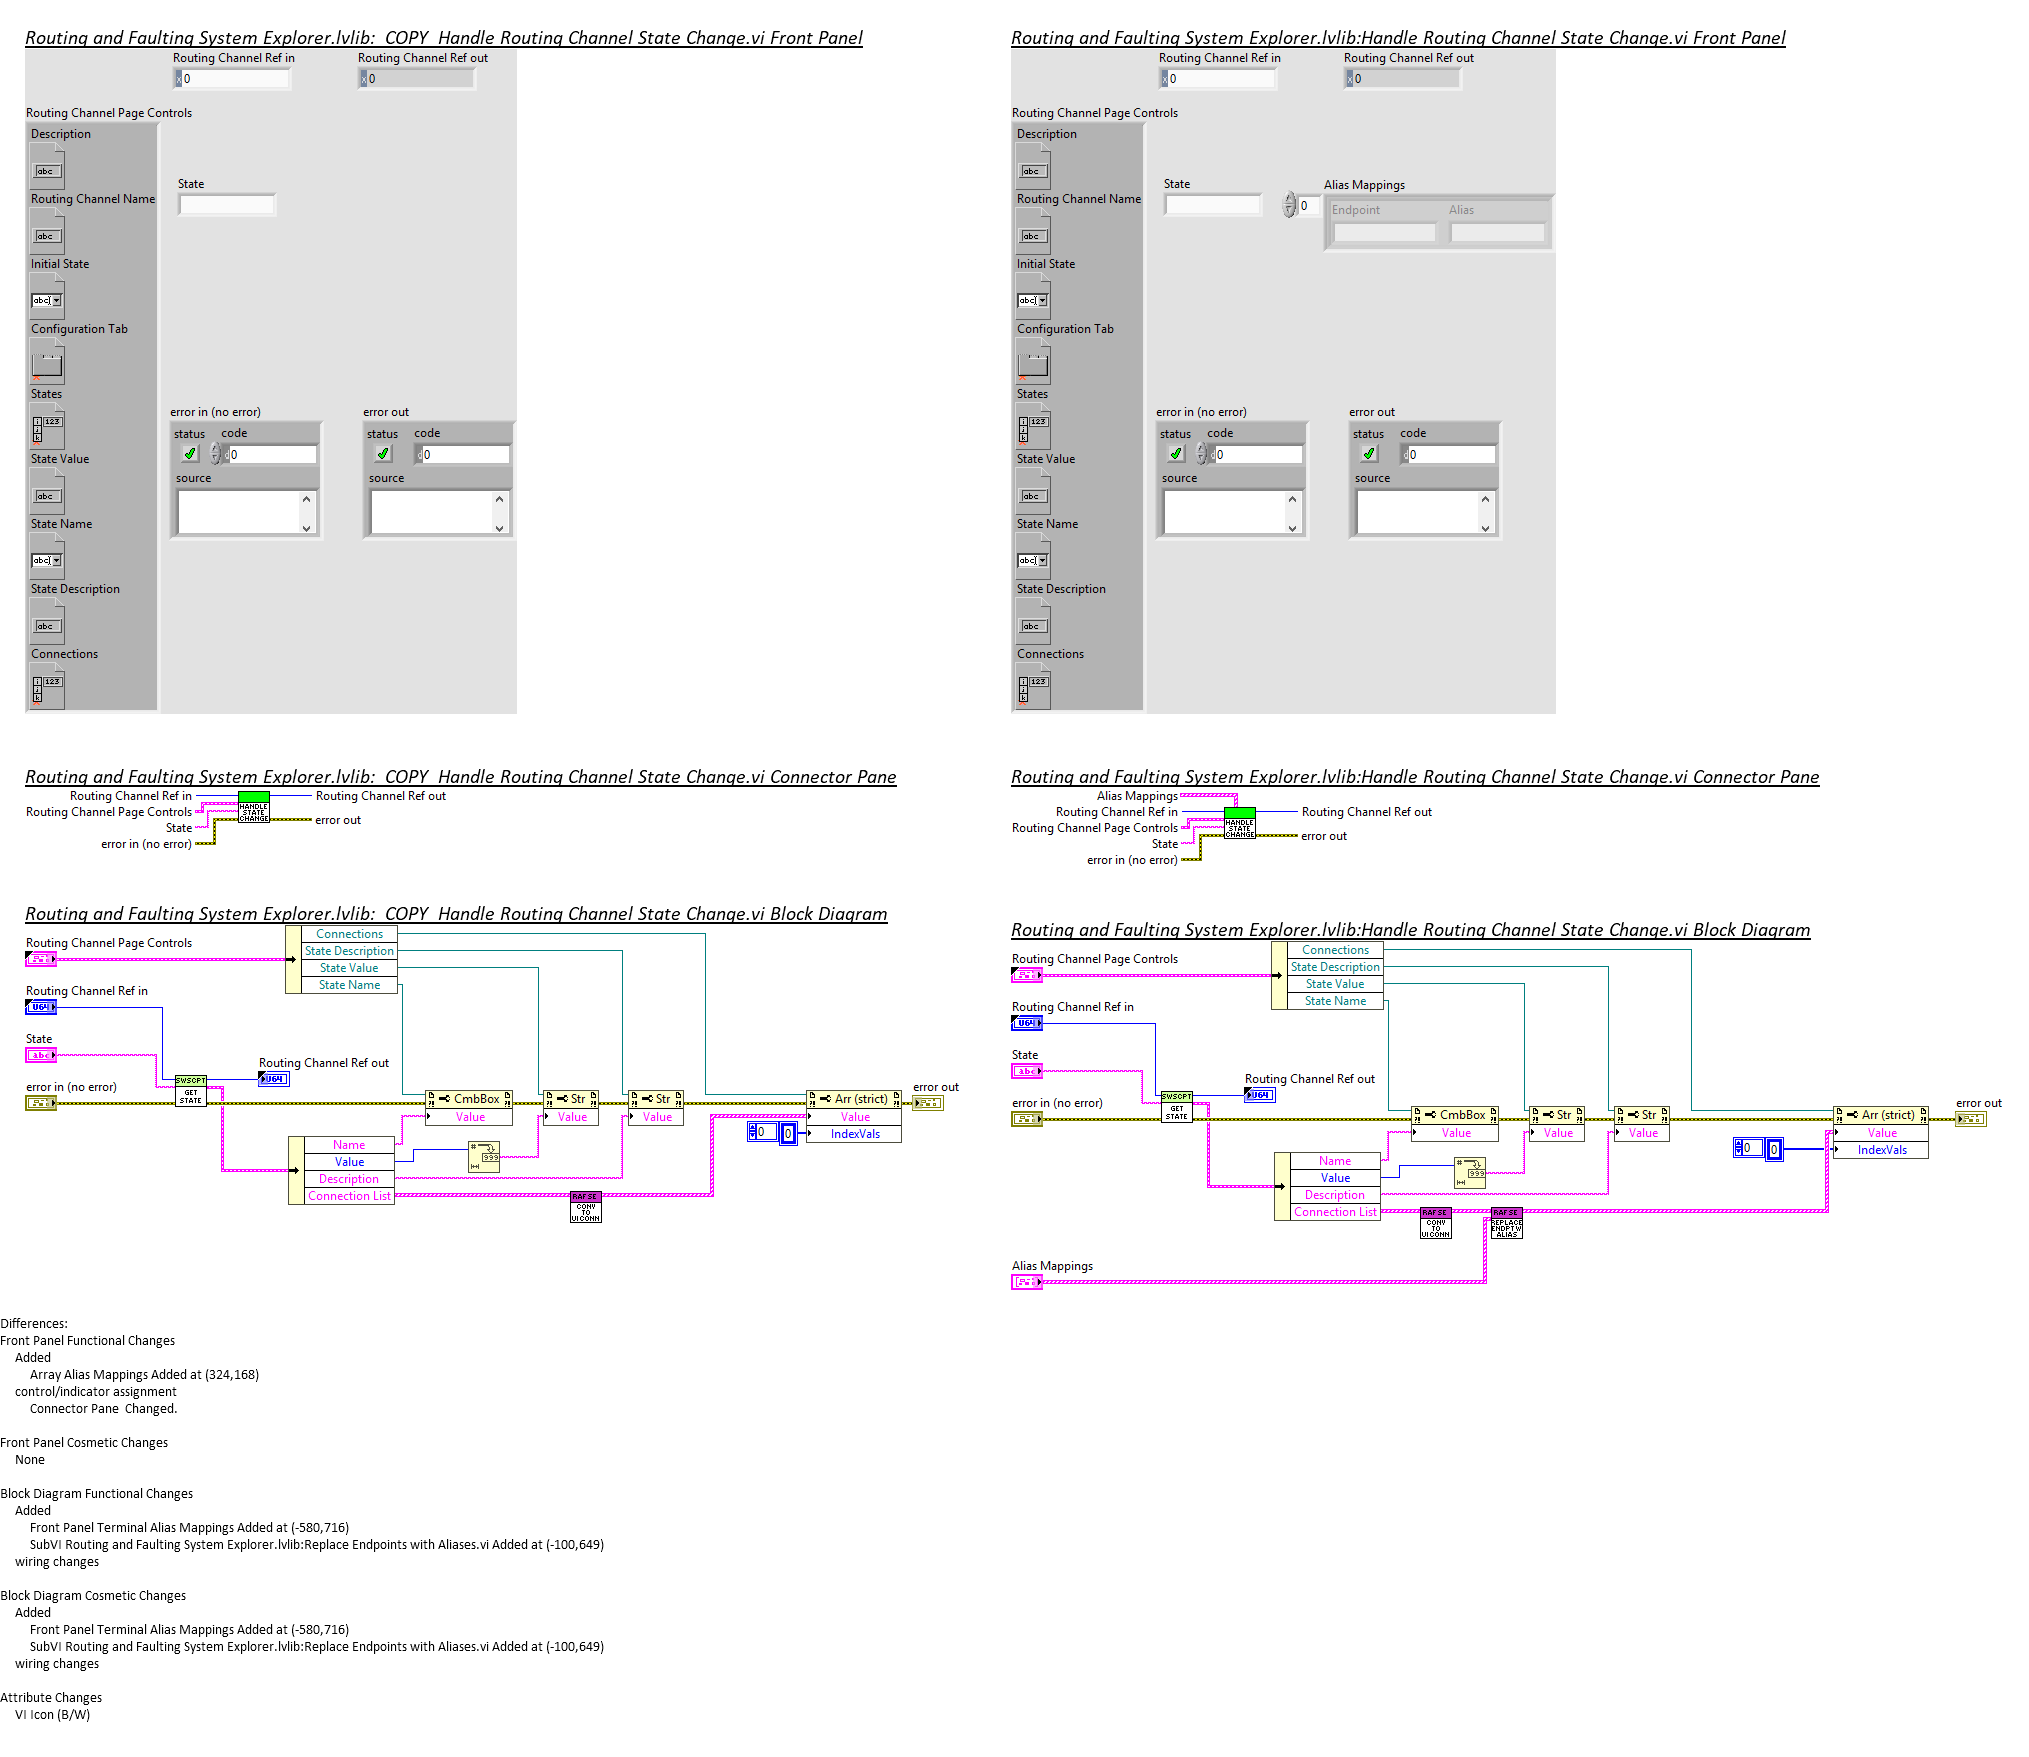 Routing and Faulting System Explorer.lvlib:_COPY_Handle Routing Channel State Change.vi Front Panel
Routing Channel Ref in
Routing Channel Ref out
x 0
x 0
Routing Channel Page Controls
Description
abc
Routing Channel Name
abc
State
Initial State
abc
Configuration Tab
States
i
j
k
123
error in (no error)
error out
status code
status code
d 0
d 0
State Value
abc
source
source
State Name
abc
State Description
abc
Connections
i
j
k
123
Routing and Faulting System Explorer.lvlib:Handle Routing Channel State Change.vi Front Panel
Routing Channel Ref in
Routing Channel Ref out
x 0
x 0
Routing Channel Page Controls
Description
abc
Routing Channel Name
abc
State
0
Alias Mappings
Endpoint
Alias
Initial State
abc
Configuration Tab
States
i
j
k
123
error in (no error)
error out
status code
status code
d 0
d 0
State Value
abc
source
source
State Name
abc
State Description
abc
Connections
i
j
k
123
Routing and Faulting System Explorer.lvlib:_COPY_Handle Routing Channel State Change.vi Connector Pane
Routing Channel Ref in
Routing Channel Page Controls
State
error in (no error)
HANDLE
STATE
CHANGE
Routing Channel Ref out
error out
Routing and Faulting System Explorer.lvlib:Handle Routing Channel State Change.vi Connector Pane
Alias Mappings
Routing Channel Ref in
Routing Channel Page Controls
State
error in (no error)
HANDLE
STATE
CHANGE
Routing Channel Ref out
error out
Routing and Faulting System Explorer.lvlib:_COPY_Handle Routing Channel State Change.vi Block Diagram
Routing Channel Page Controls
Connections
State Description
State Value
State Name
Routing Channel Ref in
U64
State
abc
Routing Channel Ref out
U64
error in (no error)
SWSCPT
GET
STATE
CmbBox
Value
Str
Value
Str
Value
Arr (strict)
Value
IndexVals
0
0
error out
Name
Value
Description
Connection List
#
999
RAFSE
CONV
TO
UICONN
Routing and Faulting System Explorer.lvlib:Handle Routing Channel State Change.vi Block Diagram
Routing Channel Page Controls
Connections
State Description
State Value
State Name
Routing Channel Ref in
U64
State
abc
Routing Channel Ref out
U64
error in (no error)
SWSCPT
GET
STATE
CmbBox
Value
Str
Value
Str
Value
Arr (strict)
Value
IndexVals
0
0
error out
Name
Value
Description
Connection List
#
999
RAFSE
CONV
TO
UICONN
RAFSE
REPLACE
ENDPTW
ALIAS
Alias Mappings
Differences:
Front Panel Functional Changes
Added
Array Alias Mappings Added at (324,168)
control/indicator assignment
Connector Pane Changed.
Front Panel Cosmetic Changes
None
Block Diagram Functional Changes
Added
Front Panel Terminal Alias Mappings Added at (-580,716)
SubVI Routing and Faulting System Explorer.lvlib:Replace Endpoints with Aliases.vi Added at (-100,649)
wiring changes
Block Diagram Cosmetic Changes
Added
Front Panel Terminal Alias Mappings Added at (-580,716)
SubVI Routing and Faulting System Explorer.lvlib:Replace Endpoints with Aliases.vi Added at (-100,649)
wiring changes
Attribute Changes
VI Icon (B/W)